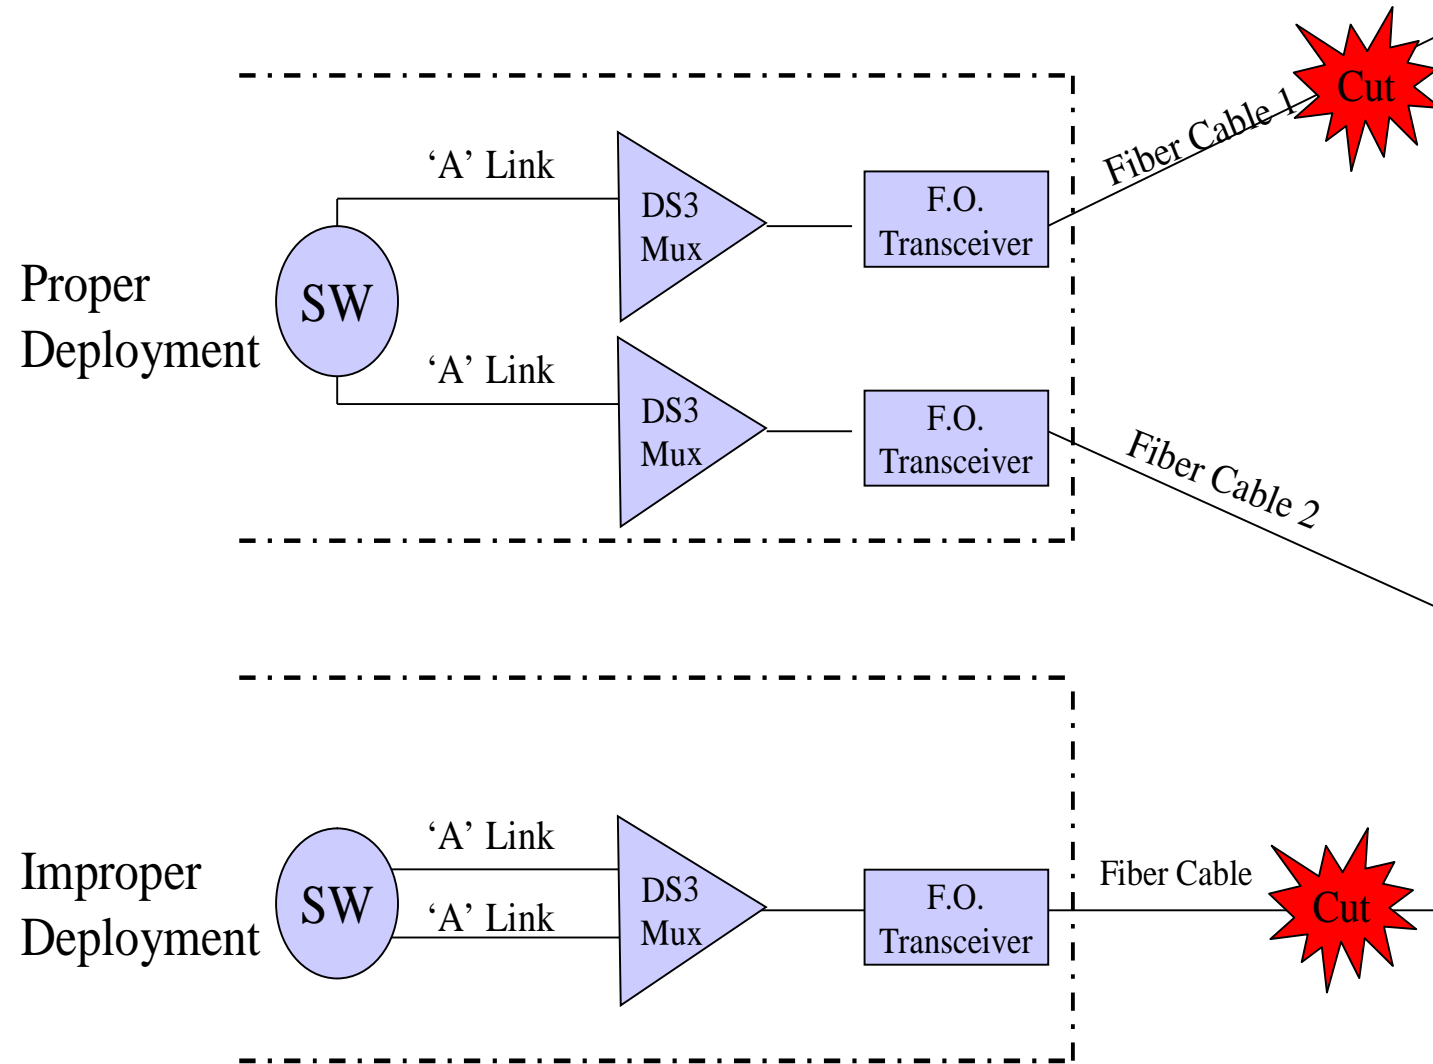 Cut
Fiber Cable 1
‘A’ Link
DS3
Mux
F.O.
Transceiver
Proper
Deployment
SW
‘A’ Link
DS3
Mux
F.O.
Transceiver
Fiber Cable 2
Improper
Deployment
SW
‘A’ Link
‘A’ Link
DS3
Mux
F.O.
Transceiver
Fiber Cable
Cut